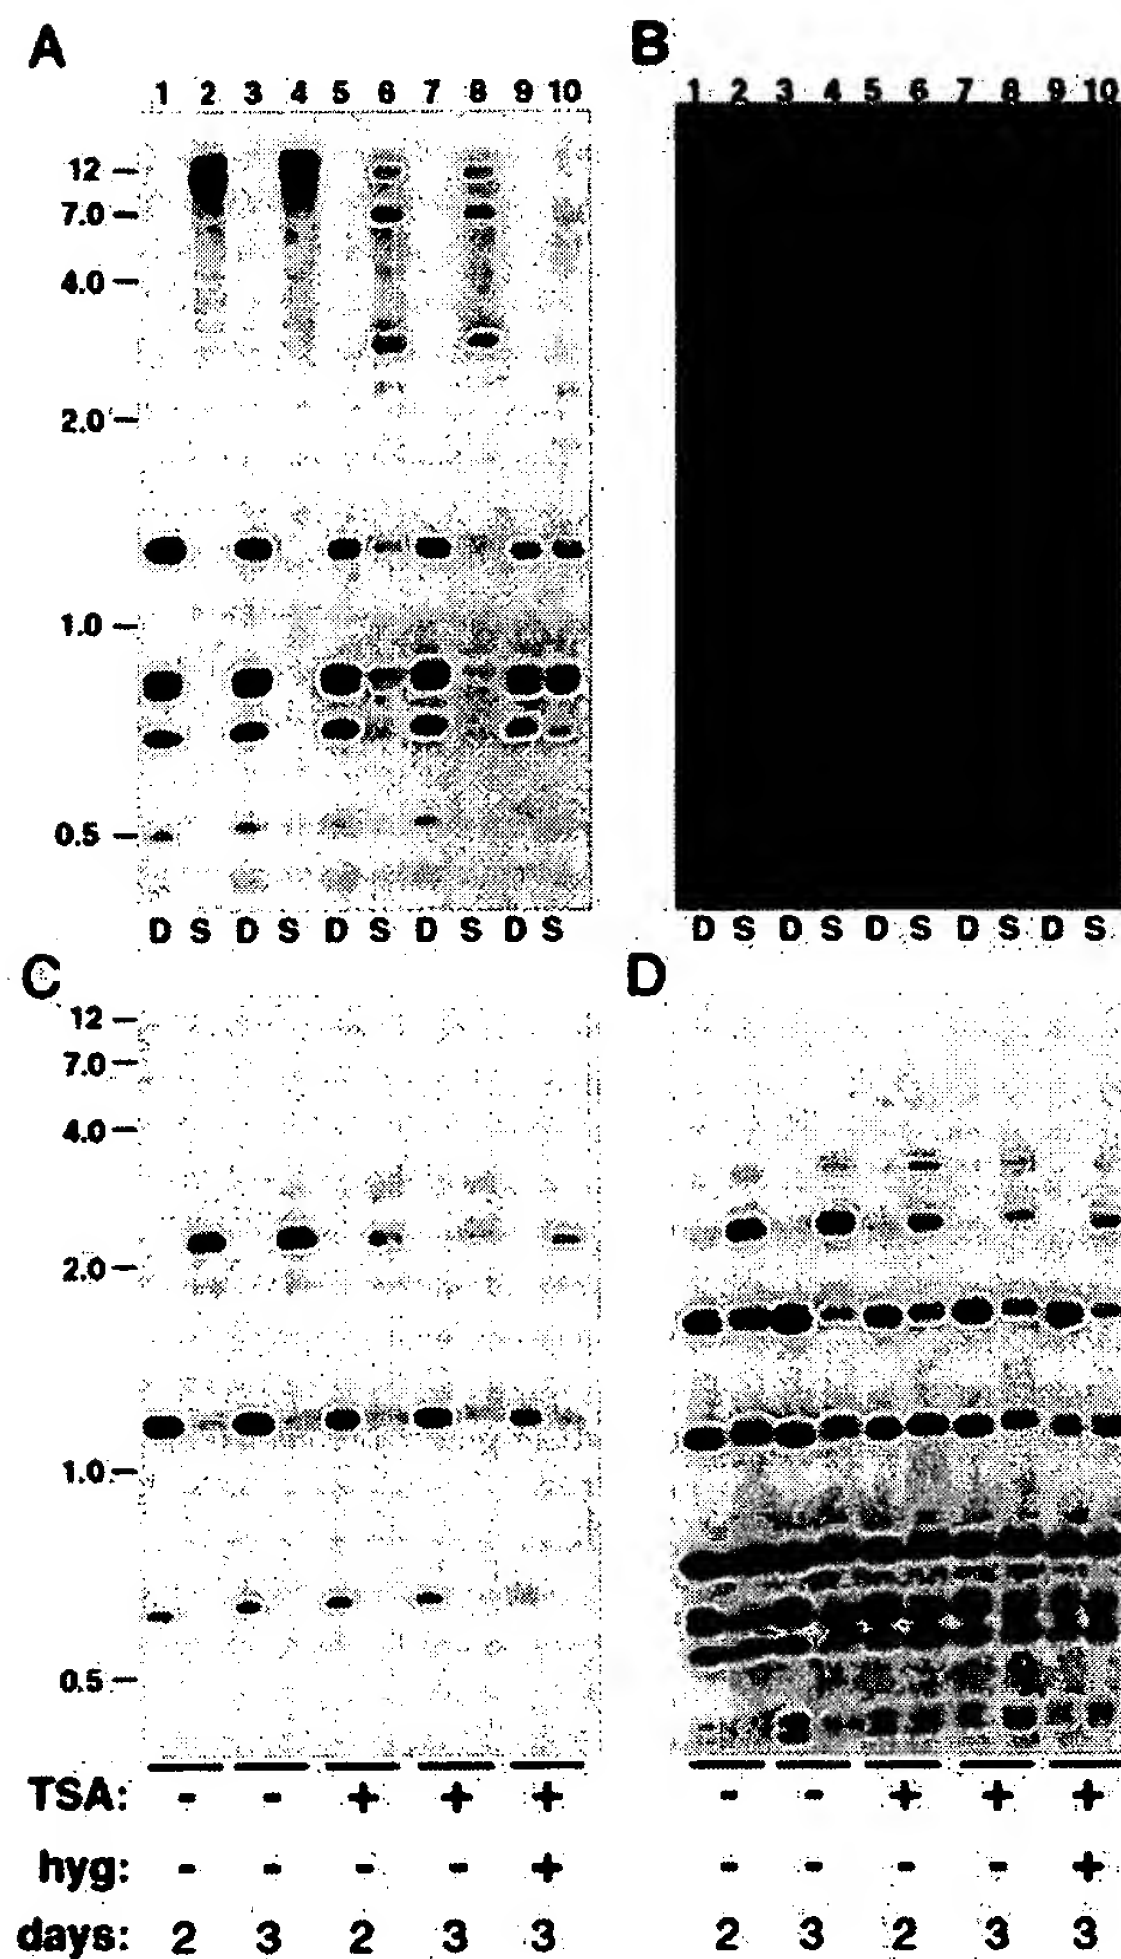 A B
1 2 3 4 5 6 7 8 9 10 1 2 3 4 5 6 7 8 9 10
12
7.0
4.0
2.0
1.0
0.5
D S D S D S D S D S D S D S D S D S D S
C D
12
7.0
4.0
2.0
1.0
0.5
TSA: - - + + + - - + + +
hyg: - - - - + - - - - +
days: 2 3 2 3 3 2 3 2 3 3